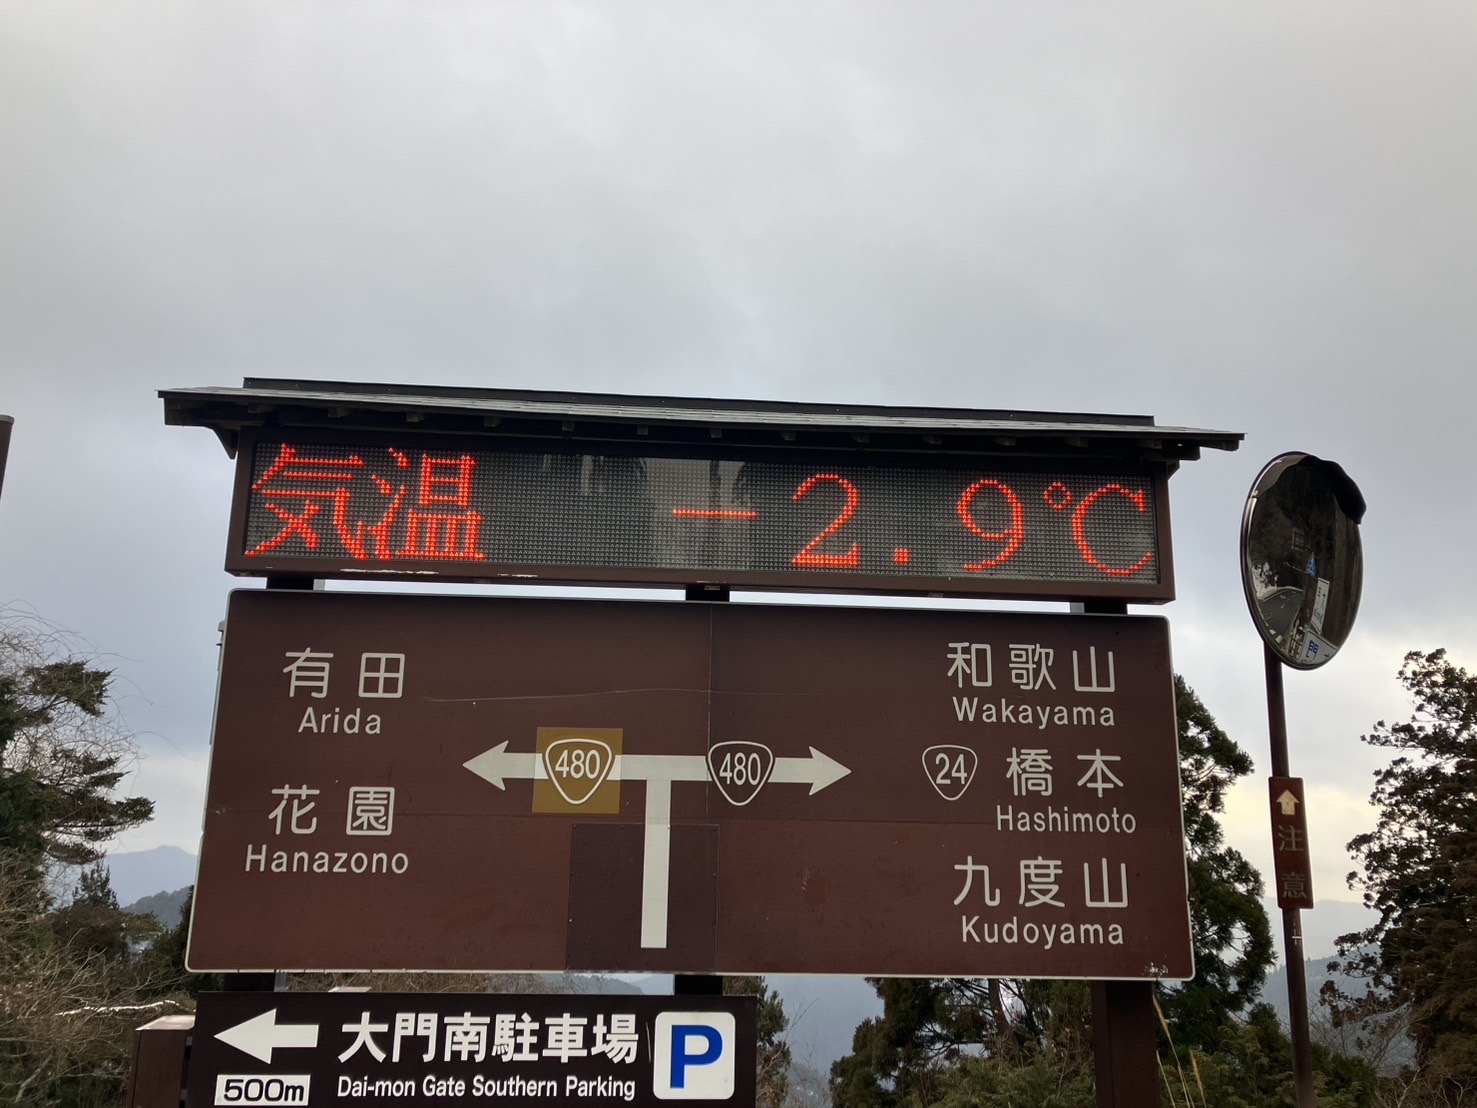 気温 －2.9℃
有田
Arida
花園
Hanazono
480
480
和歌山
Wakayama
24 橋本
Hashimoto
九度山
Kudoyama
注意
大門南駐車場 P
500m Dai-mon Gate Southern Parking